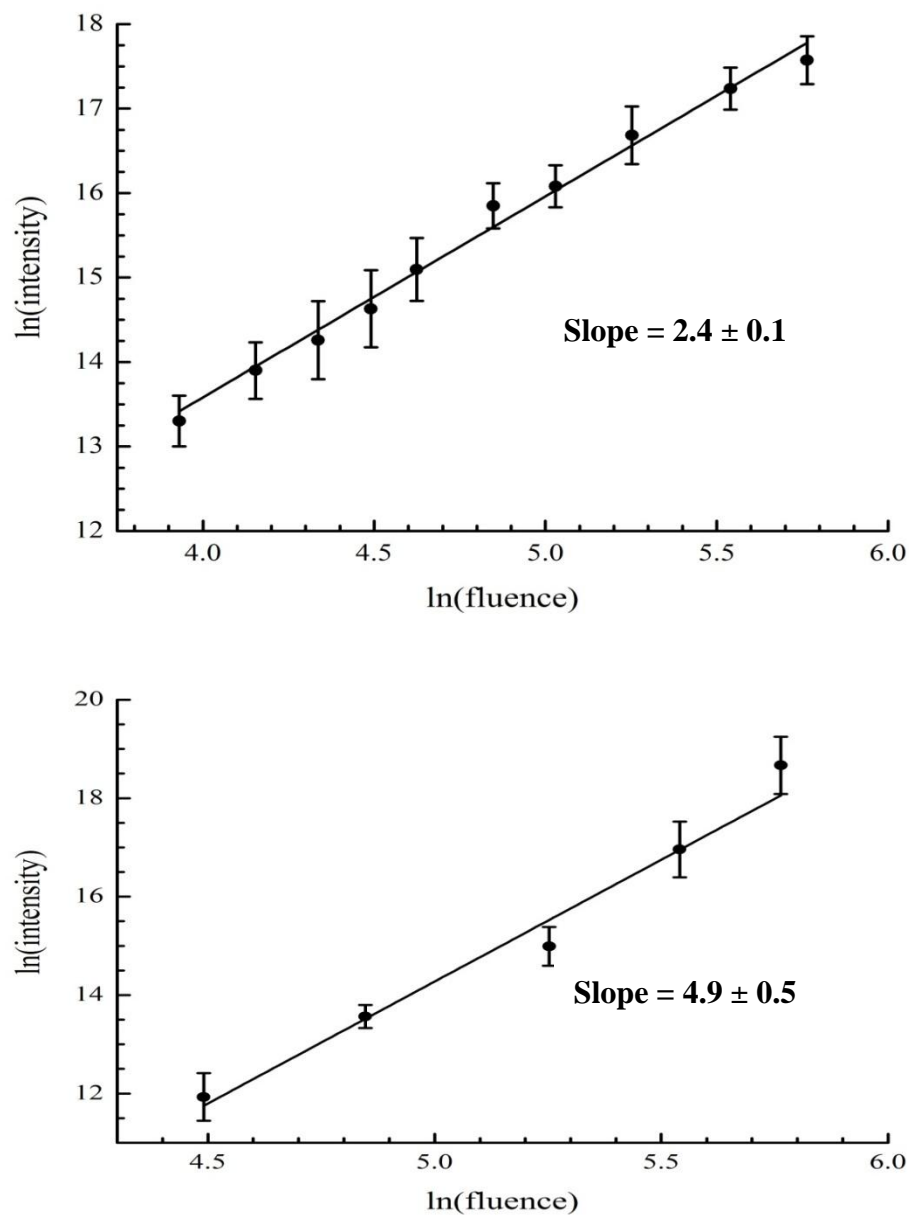 18
17
16
15
14
13
12
ln(intensity)
Slope = 2.4 ± 0.1
4.0 4.5 5.0 5.5 6.0
ln(fluence)
20
18
16
14
12
ln(intensity)
Slope = 4.9 ± 0.5
4.5 5.0 5.5 6.0
ln(fluence)